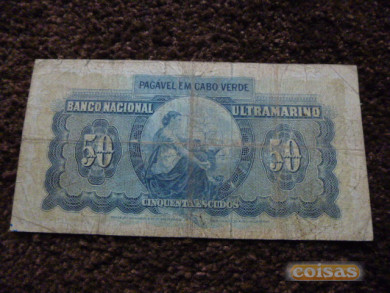 PAGAVEL EM CABO VERDE
BANCO NACIONAL ULTRAMARINO
50 50
CINQUENTA ESCUDOS
coisas